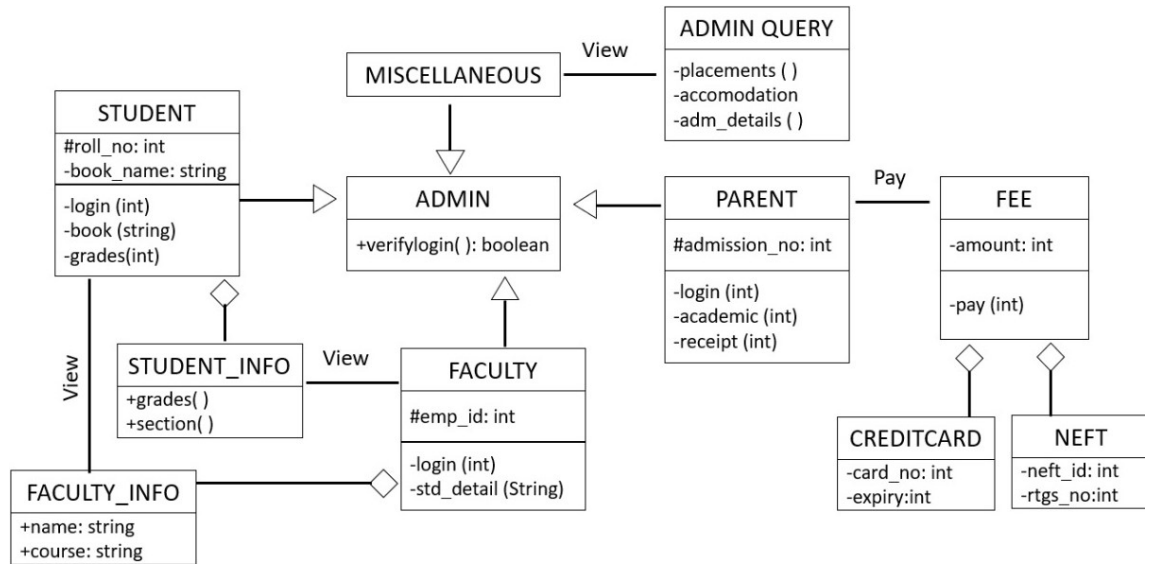 ADMIN QUERY
-placements ( )
-accomodation
-adm_details ( )
View
MISCELLANEOUS
STUDENT
#roll_no: int
-book_name: string
-login (int)
-book (string)
-grades(int)
ADMIN
+verifylogin( ): boolean
PARENT
#admission_no: int
-login (int)
-academic (int)
-receipt (int)
Pay
FEE
-amount: int
-pay (int)
View
STUDENT_INFO
+grades( )
+section( )
View
FACULTY
#emp_id: int
-login (int)
-std_detail (String)
CREDITCARD
-card_no: int
-expiry:int
NEFT
-neft_id: int
-rtgs_no:int
FACULTY_INFO
+name: string
+course: string